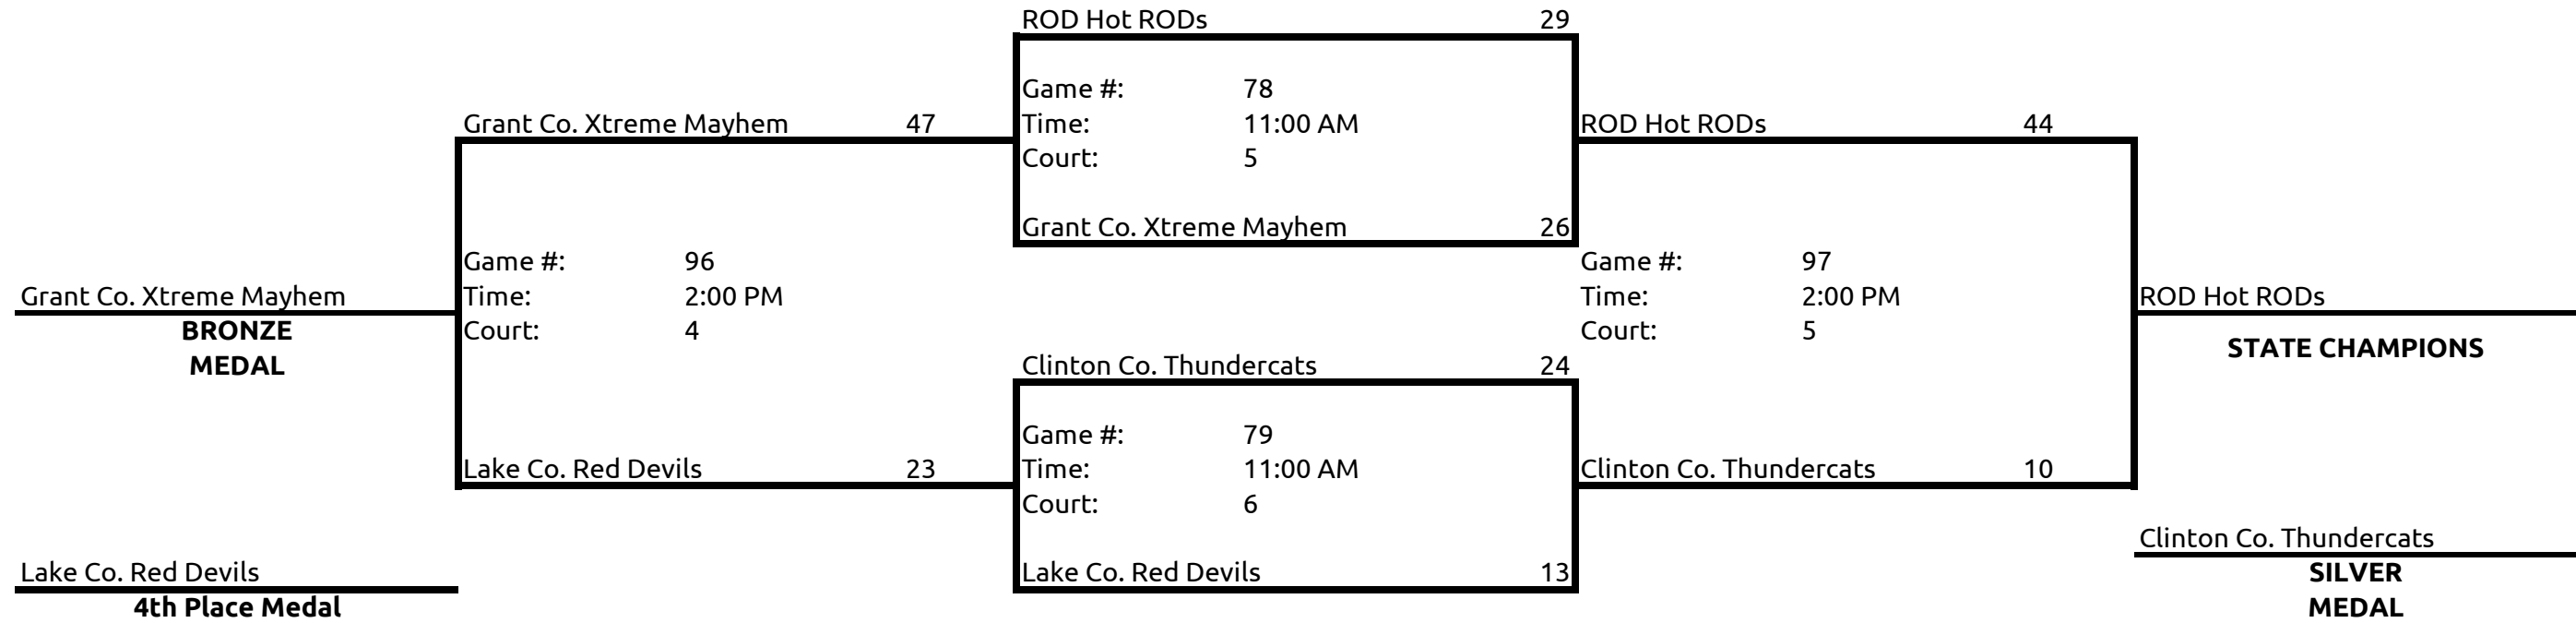 ROD Hot RODs 29
Game #: 78
Grant Co. Xtreme Mayhem 47 Time: 11:00 AM ROD Hot RODs 44
Court: 5
Grant Co. Xtreme Mayhem 26
Game #: 96 Game #: 97
Grant Co. Xtreme Mayhem Time: 2:00 PM Time: 2:00 PM ROD Hot RODs
BRONZE Court: 4 Court: 5
STATE CHAMPIONS
MEDAL Clinton Co. Thundercats 24
Game #: 79
Lake Co. Red Devils 23 Time: 11:00 AM Clinton Co. Thundercats 10
Court: 6
Clinton Co. Thundercats
Lake Co. Red Devils Lake Co. Red Devils 13 SILVER
4th Place Medal MEDAL